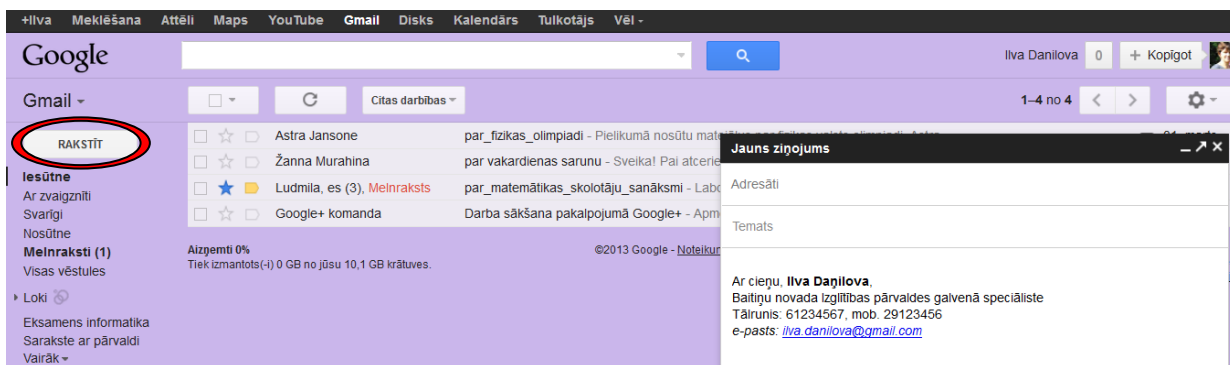 +Ilva Meklēšana Attēli Maps YouTube Gmail Disks Kalendārs Tulkotājs Vēl
Google
Ilva Danilova 0 + Kopīgot
Gmail
Citas darbības
1–4 no 4
RAKSTĪT
Astra Jansone par_fizikas_olimpiadi - Pielikumā nosūtu
Žanna Murahina par vakardienas sarunu - Sveika! Pai
Ludmila, es (3), Melnraksts par_matemātikas_skolotāju_sanāksmi -
Google+ komanda Darba sākšana pakalpojumā Google+ -
Iesūtne
Ar zvaigznīti
Svarīgi
Nosūtne
Melnraksti (1)
Visas vēstules
Loki
Eksamens informatika
Sarakste ar pārvaldi
Vairāk
Aizņemti 0%
Tiek izmantots(-i) 0 GB no jūsu 10,1 GB krātuves.
©2013 Google -
Jauns ziņojums
Adresāti
Temats
Ar cieņu, Ilva Daņilova,
Baitiņu novada Izglītības pārvaldes galvenā speciāliste
Tālrunis: 61234567, mob. 29123456
e-pasts: ilva.danilova@gmail.com